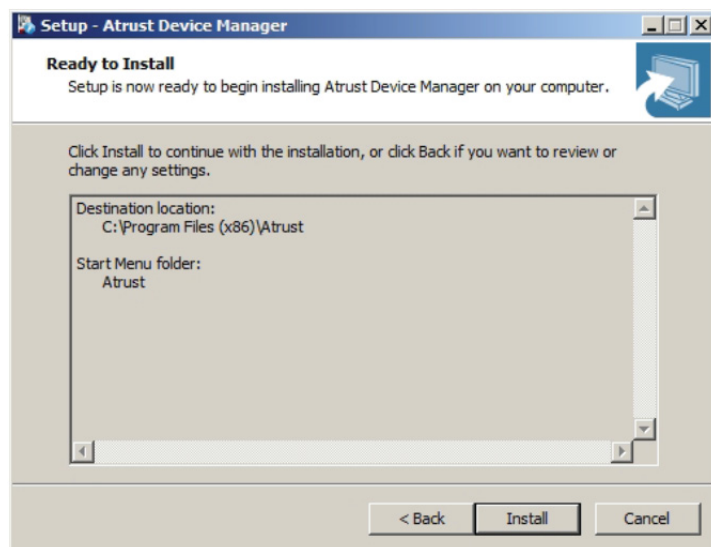 Setup - Atrust Device Manager
Ready to Install
Setup is now ready to begin installing Atrust Device Manager on your computer.
Click Install to continue with the installation, or click Back if you want to review or
change any settings.
Destination location:
C:\Program Files (x86)\Atrust
Start Menu folder:
Atrust
< Back
Install
Cancel